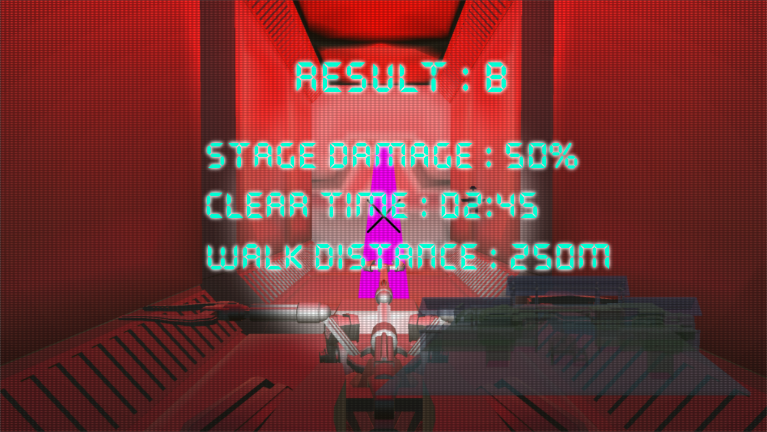 RESULT : B
STAGE DAMAGE : 50%
CLEAR TIME : 02:45
WALK DISTANCE : 250M